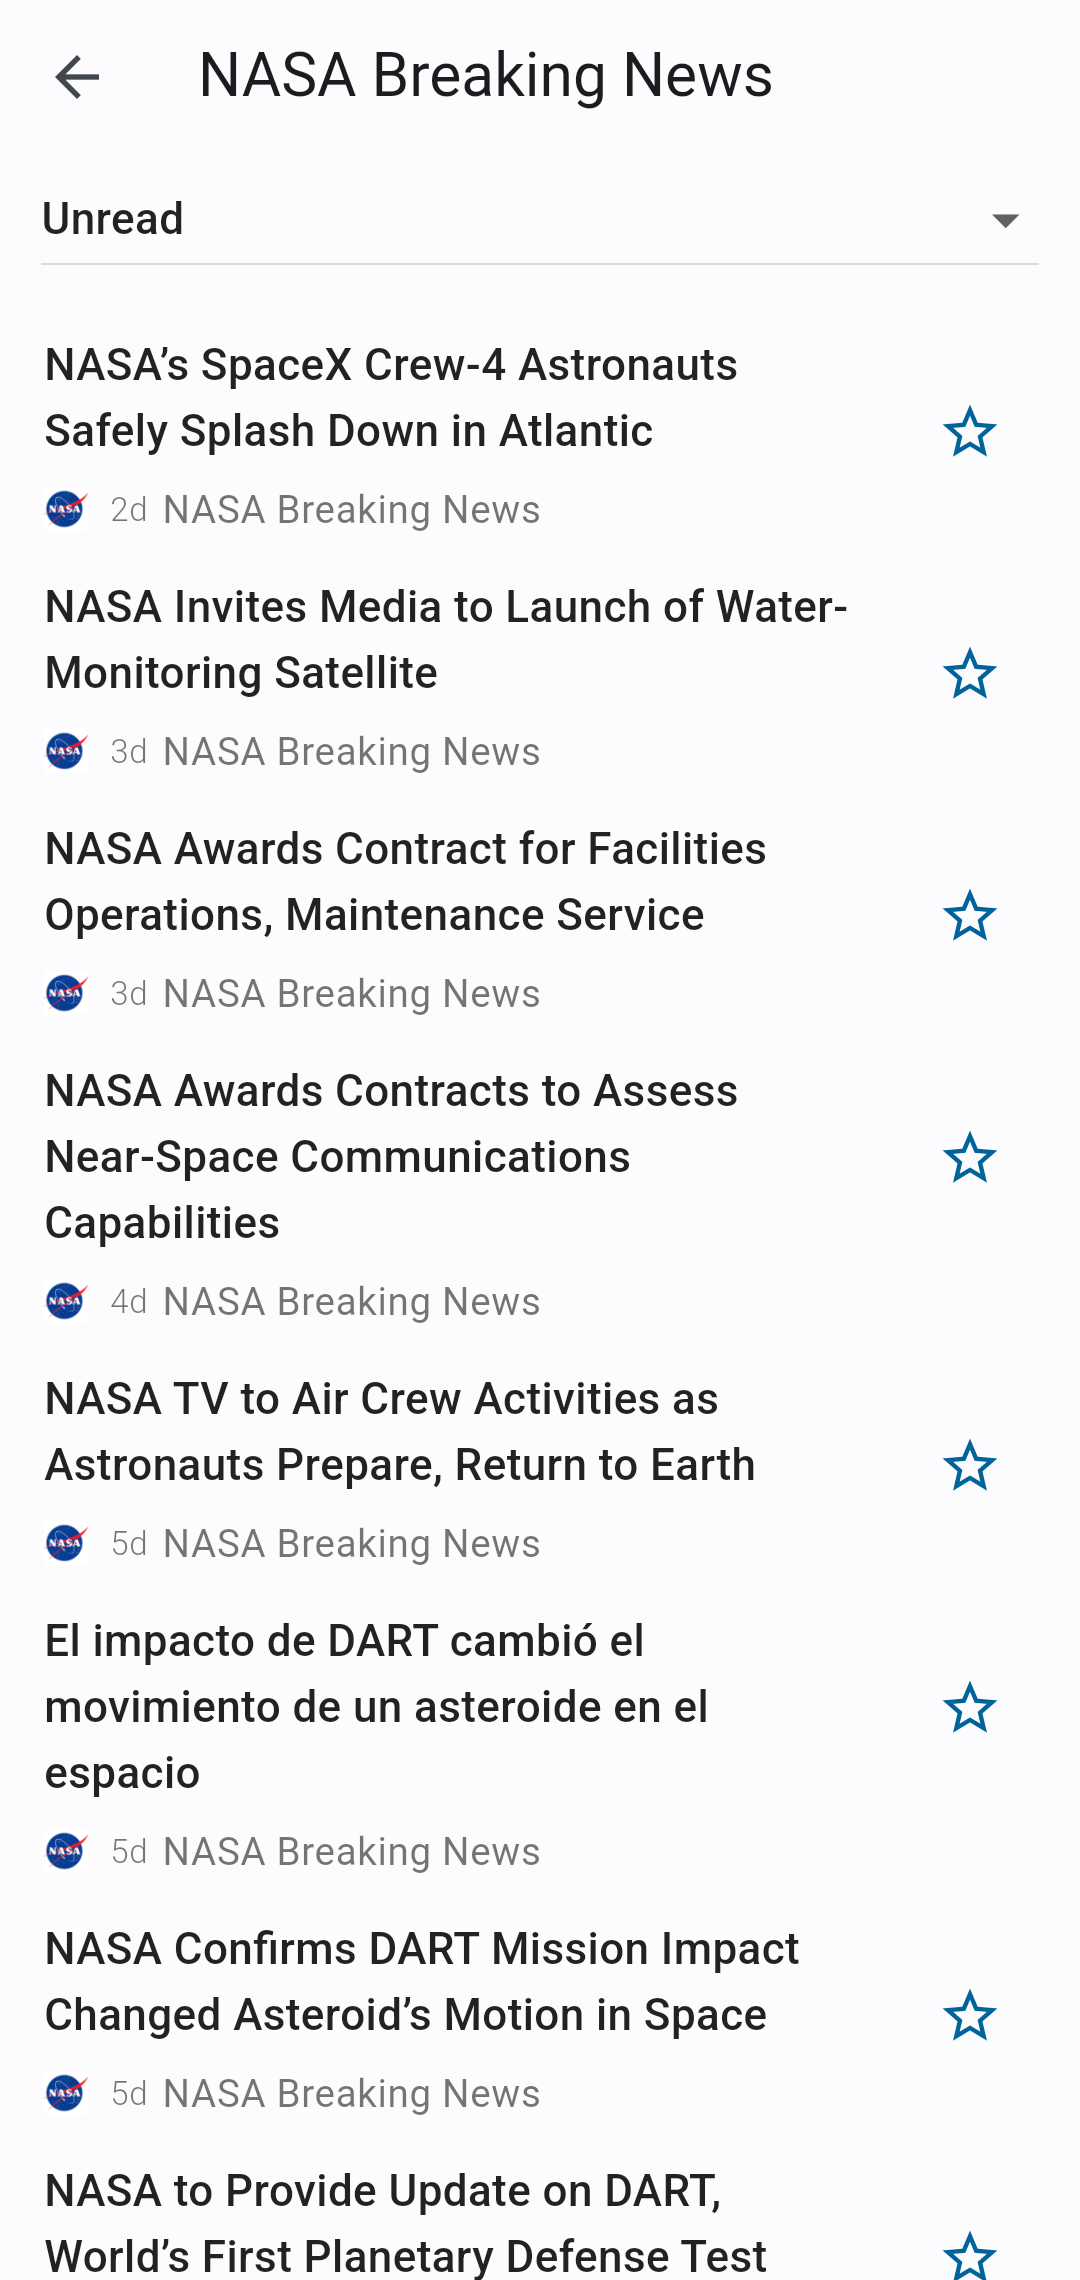 NASA Breaking News
Unread
NASA’s SpaceX Crew-4 Astronauts
Safely Splash Down in Atlantic
NASA 2d NASA Breaking News
NASA Invites Media to Launch of Water-
Monitoring Satellite
NASA 3d NASA Breaking News
NASA Awards Contract for Facilities
Operations, Maintenance Service
NASA 3d NASA Breaking News
NASA Awards Contracts to Assess
Near-Space Communications
Capabilities
NASA 4d NASA Breaking News
NASA TV to Air Crew Activities as
Astronauts Prepare, Return to Earth
NASA 5d NASA Breaking News
El impacto de DART cambió el
movimiento de un asteroide en el
espacio
NASA 5d NASA Breaking News
NASA Confirms DART Mission Impact
Changed Asteroid’s Motion in Space
NASA 5d NASA Breaking News
NASA to Provide Update on DART,
World’s First Planetary Defense Test